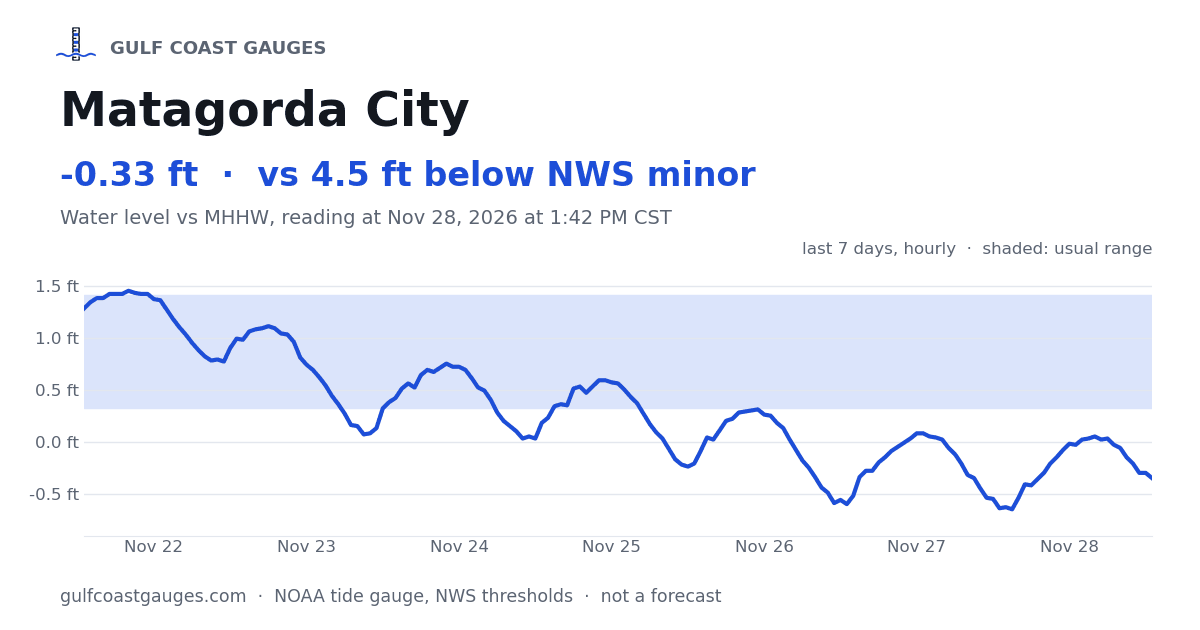 GULF COAST GAUGES
Matagorda City
-0.33 ft · vs 4.5 ft below NWS minor
Water level vs MHHW, reading at Nov 28, 2026 at 1:42 PM CST
last 7 days, hourly · shaded: usual range
1.5 ft
1.0 ft
0.5 ft
0.0 ft
-0.5 ft
Nov 22 Nov 23 Nov 24 Nov 25 Nov 26 Nov 27 Nov 28
gulfcoastgauges.com · NOAA tide gauge, NWS thresholds · not a forecast